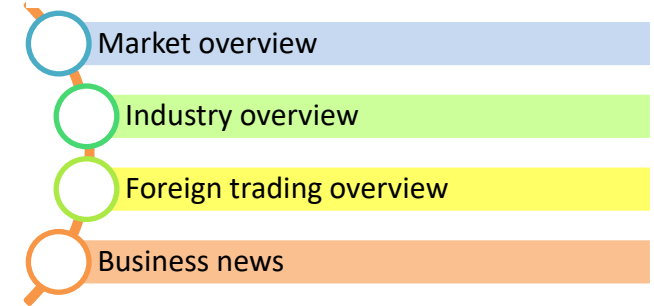 Market overview
Industry overview
Foreign trading overview
Business news